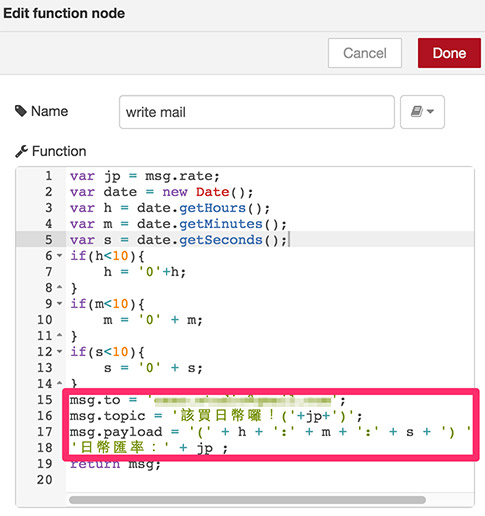 Edit function node
Cancel Done
Name write mail
Function
1 var jp = msg.rate;
2 var date = new Date();
3 var h = date.getHours();
4 var m = date.getMinutes();
5 var s = date.getSeconds();
6 if(h<10){
7 h = '0'+h;
8 }
9 if(m<10){
10 m = '0' + m;
11 }
12 if(s<10){
13 s = '0' + s;
14 }
15 msg.to = '';
16 msg.topic = '該買日幣囉！('+jp+')';
17 msg.payload = '(' + h + ':' + m + ':' + s + ') '
18 '日幣匯率：' + jp ;
19 return msg;
20